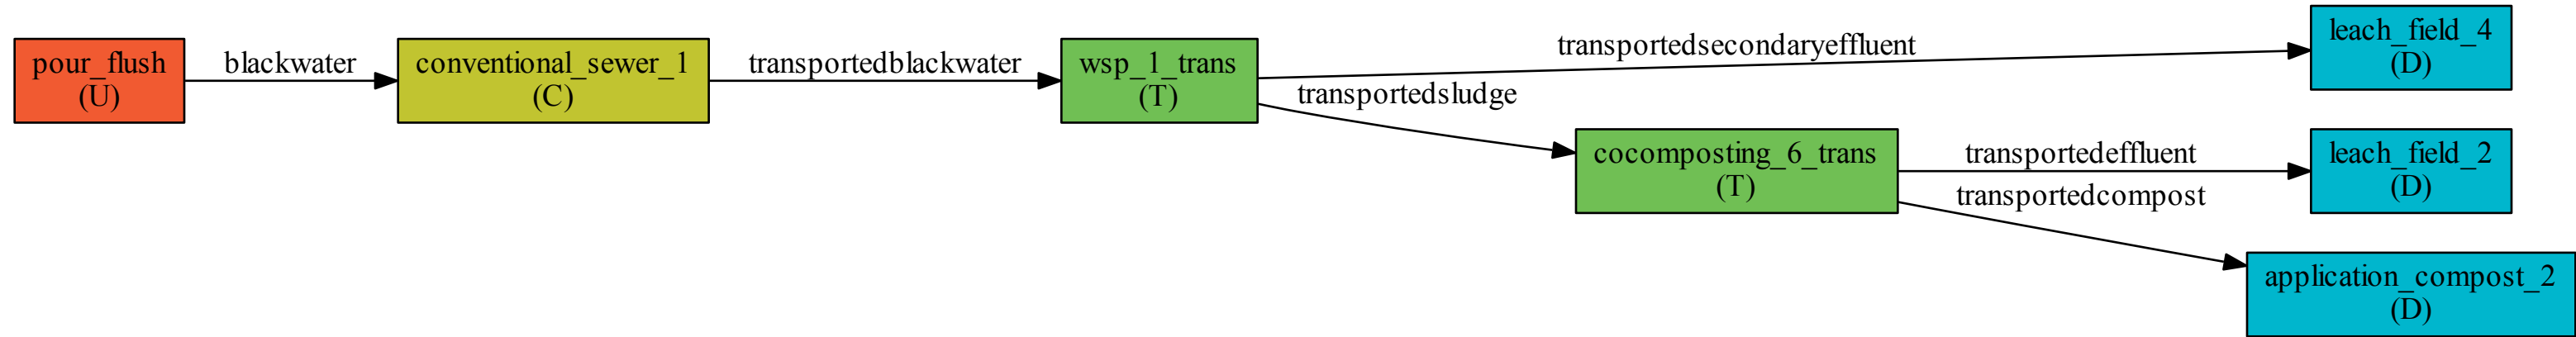 pour_flush
(U)
blackwater
conventional_sewer_1
(C)
transportedblackwater
wsp_1_trans
(T)
transportedsecondaryeffluent
leach_field_4
(D)
transportedsludge
cocomposting_6_trans
(T)
transportedeffluent
leach_field_2
(D)
transportedcompost
application_compost_2
(D)